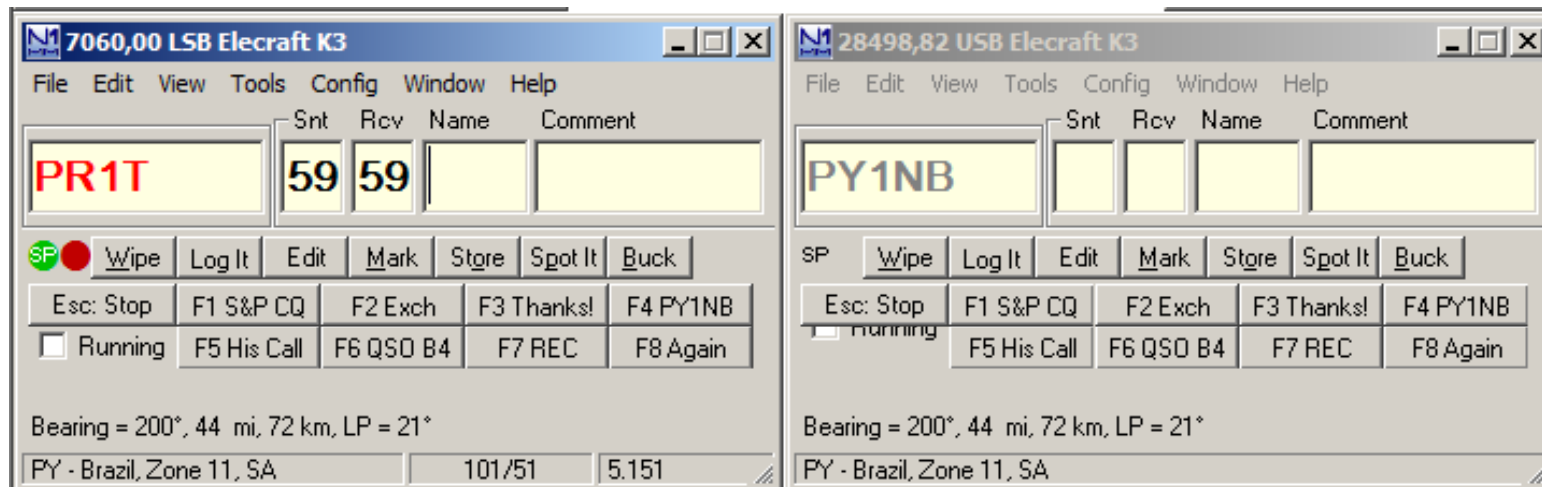 N1 MM 7060,00 LSB Elecraft K3
File Edit View Tools Config Window Help
Snt Rcv Name Comment
PR1T 59 59
SP Wipe Log It Edit Mark Store Spot It Buck
Esc: Stop F1 S&P CQ F2 Exch F3 Thanks! F4 PY1NB
Running F5 His Call F6 QSO B4 F7 REC F8 Again
Bearing = 200°, 44 mi, 72 km, LP = 21°
PY - Brazil, Zone 11, SA 101/51 5.151
N1 MM 28498,82 USB Elecraft K3
File Edit View Tools Config Window Help
Snt Rcv Name Comment
PY1NB
SP Wipe Log It Edit Mark Store Spot It Buck
Esc: Stop F1 S&P CQ F2 Exch F3 Thanks! F4 PY1NB
Running F5 His Call F6 QSO B4 F7 REC F8 Again
Bearing = 200°, 44 mi, 72 km, LP = 21°
PY - Brazil, Zone 11, SA